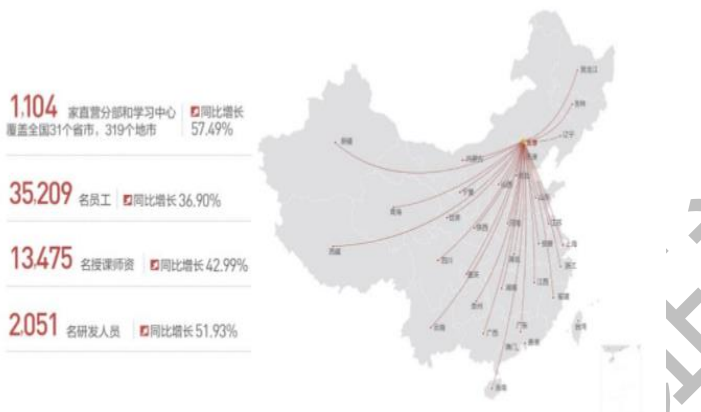 1,104 家直营分部和学习中心 同比增长
覆盖全国31个省市，319个地市 57.49%
35,209 名员工 同比增长 36.90%
13,475 名授课师资 同比增长 42.99%
2,051 名研发人员 同比增长 51.93%
黑龙江
吉林
辽宁
新疆
内蒙古
宁夏
山西
山东
青海
甘肃
陕西
河南
江苏
西藏
四川
安徽
上海
重庆
湖北
浙江
湖南
江西
贵州
福建
云南
广西
广东
台湾
澳门
香港
海南